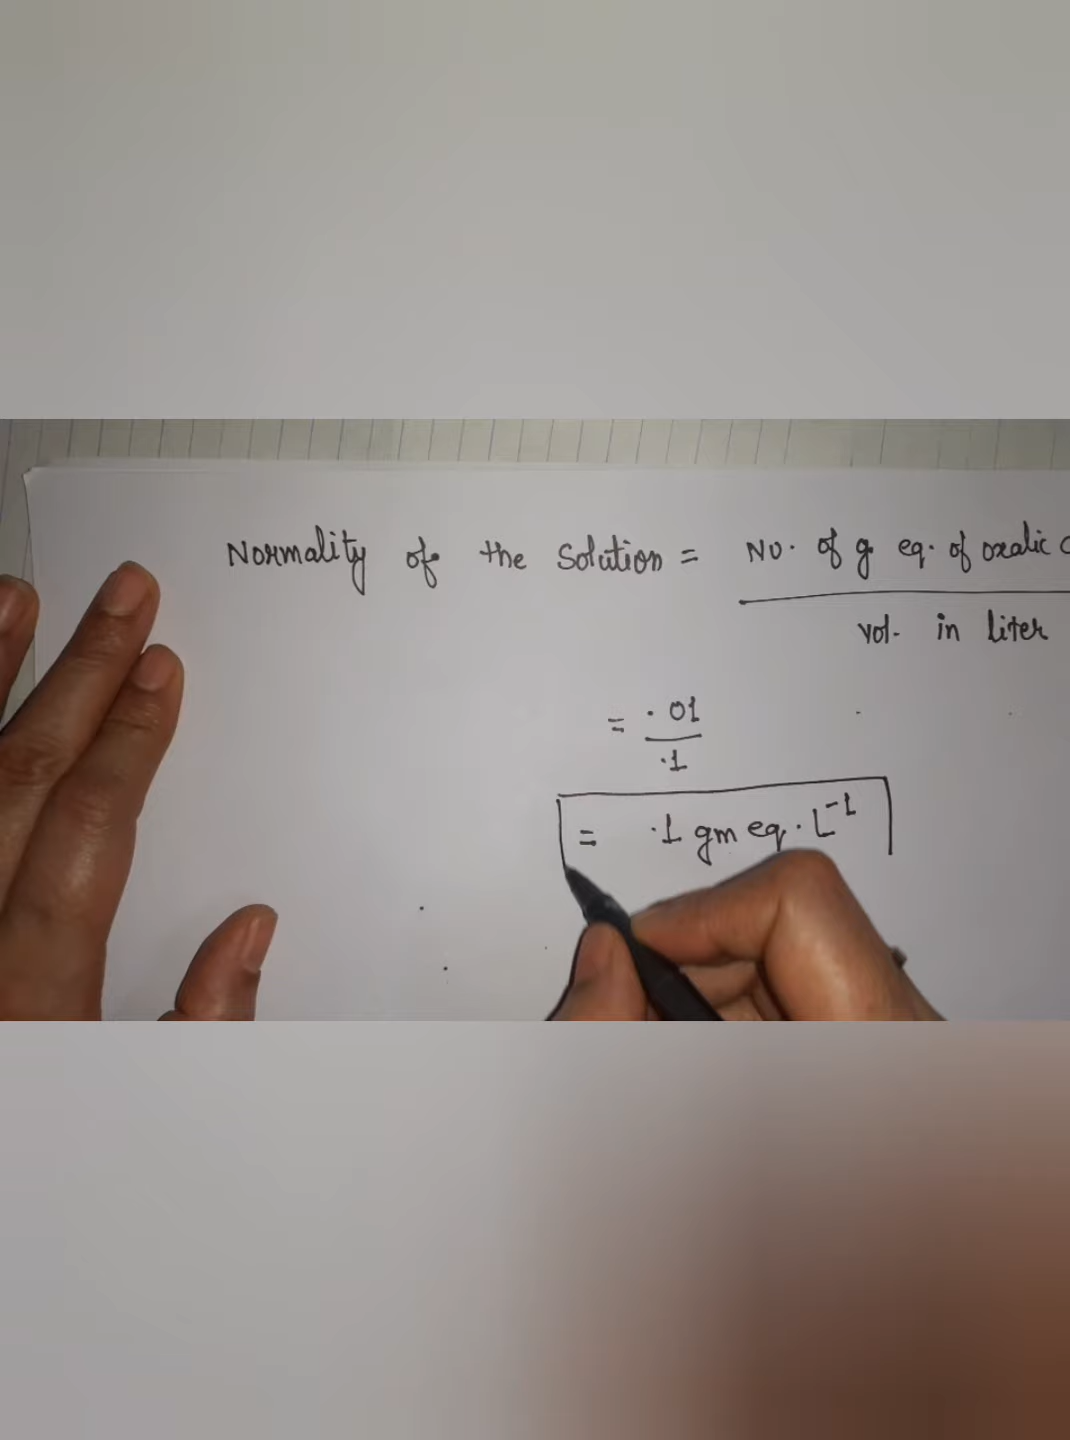 Normality of the Solution = No. of g eq. of oxalic
vol. in liter
= .01
.1
= .1 gm eq. L⁻¹